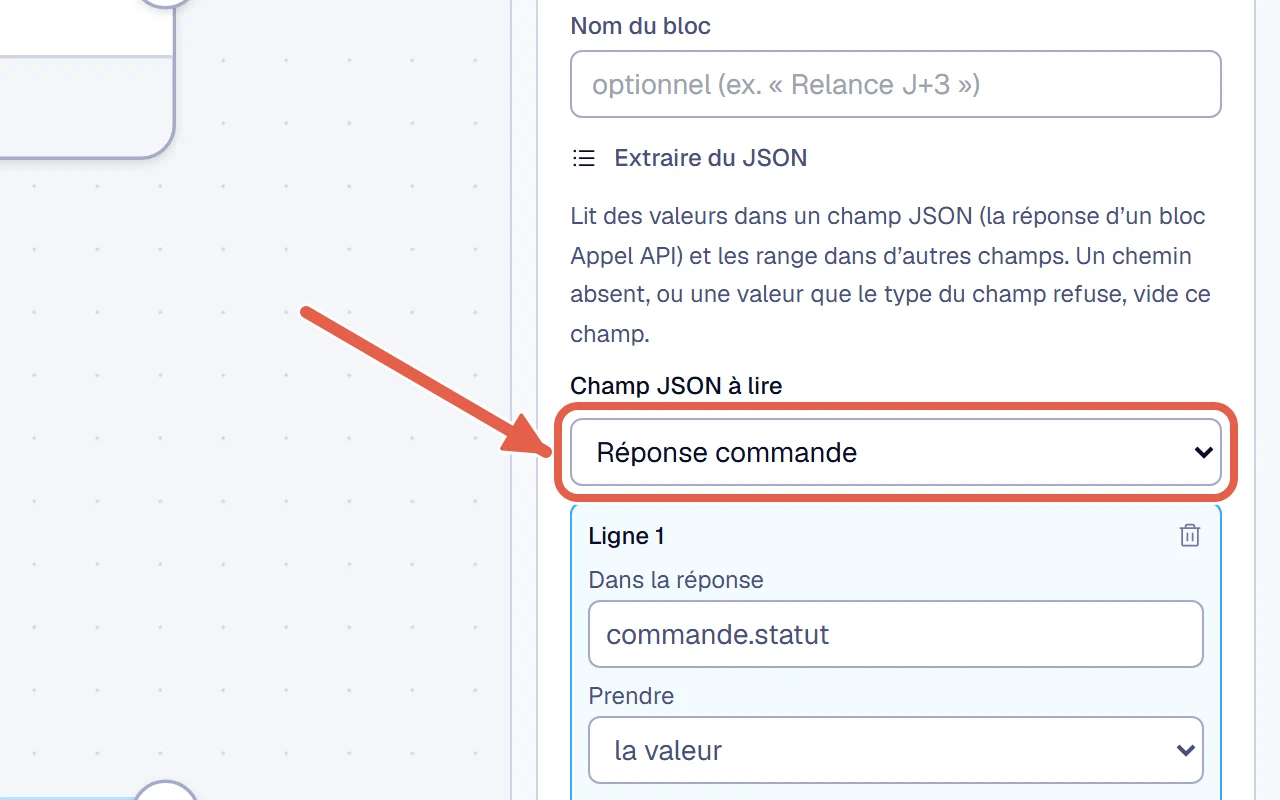 Nom du bloc
optionnel (ex. « Relance J+3 »)
Extraire du JSON
Lit des valeurs dans un champ JSON (la réponse d’un bloc
Appel API) et les range dans d’autres champs. Un chemin
absent, ou une valeur que le type du champ refuse, vide ce
champ.
Champ JSON à lire
Réponse commande
Ligne 1
Dans la réponse
commande.statut
Prendre
la valeur